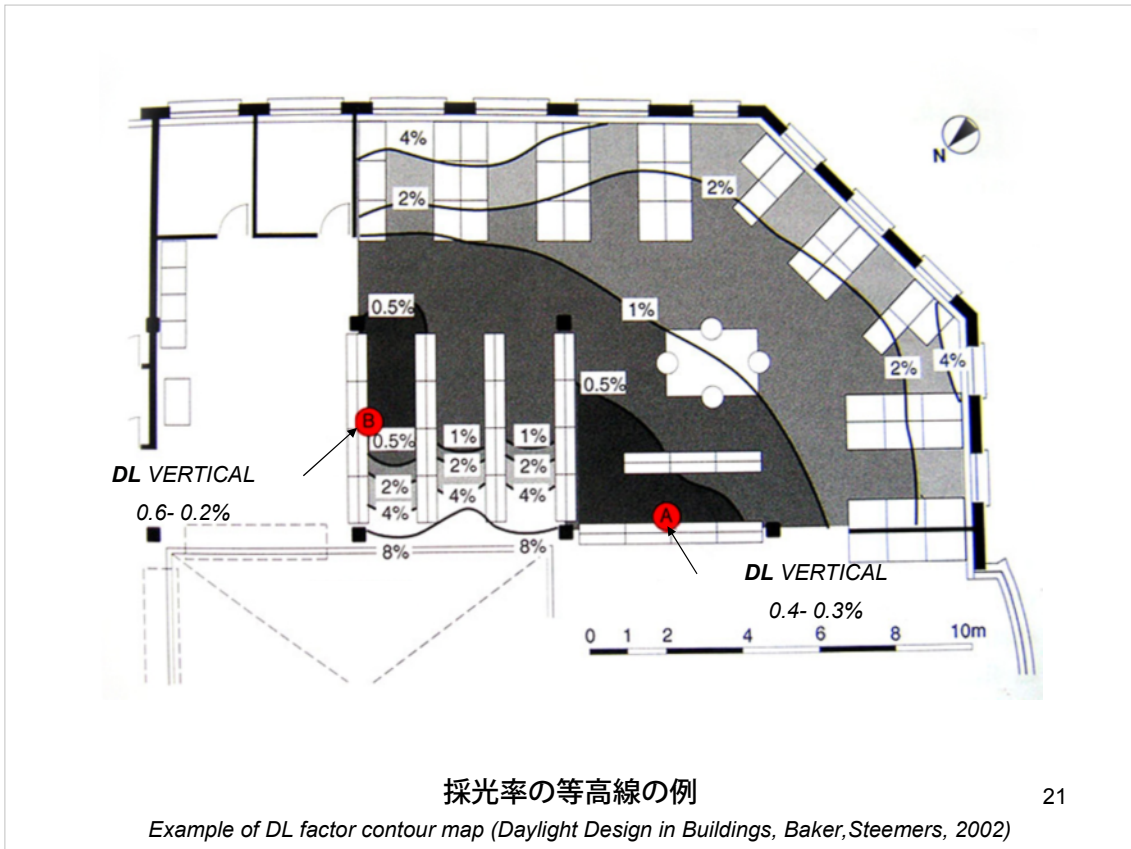 4%
N
2%
2%
0.5%
1%
0.5%
2%
4%
B
0.5%
1%
1%
2%
2%
2%
4%
4%
4%
DL VERTICAL
0.6- 0.2%
A
8%
8%
DL VERTICAL
0.4- 0.3%
0 1 2 4 6 8 10m
採光率の等高線の例
21
Example of DL factor contour map (Daylight Design in Buildings, Baker,Steemers, 2002)